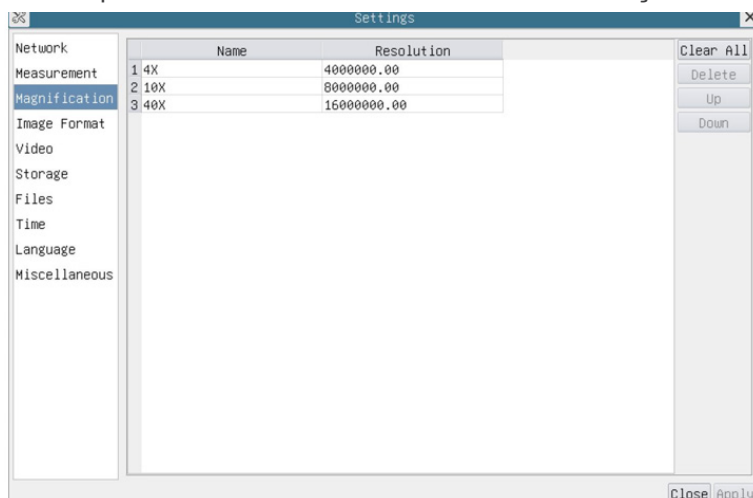 Settings
Network
Measurement
Magnification
Image Format
Video
Storage
Files
Time
Language
Miscellaneous
Name Resolution
1 4X 4000000.00
2 10X 8000000.00
3 40X 16000000.00
Clear All
Delete
Up
Down
Close Apply